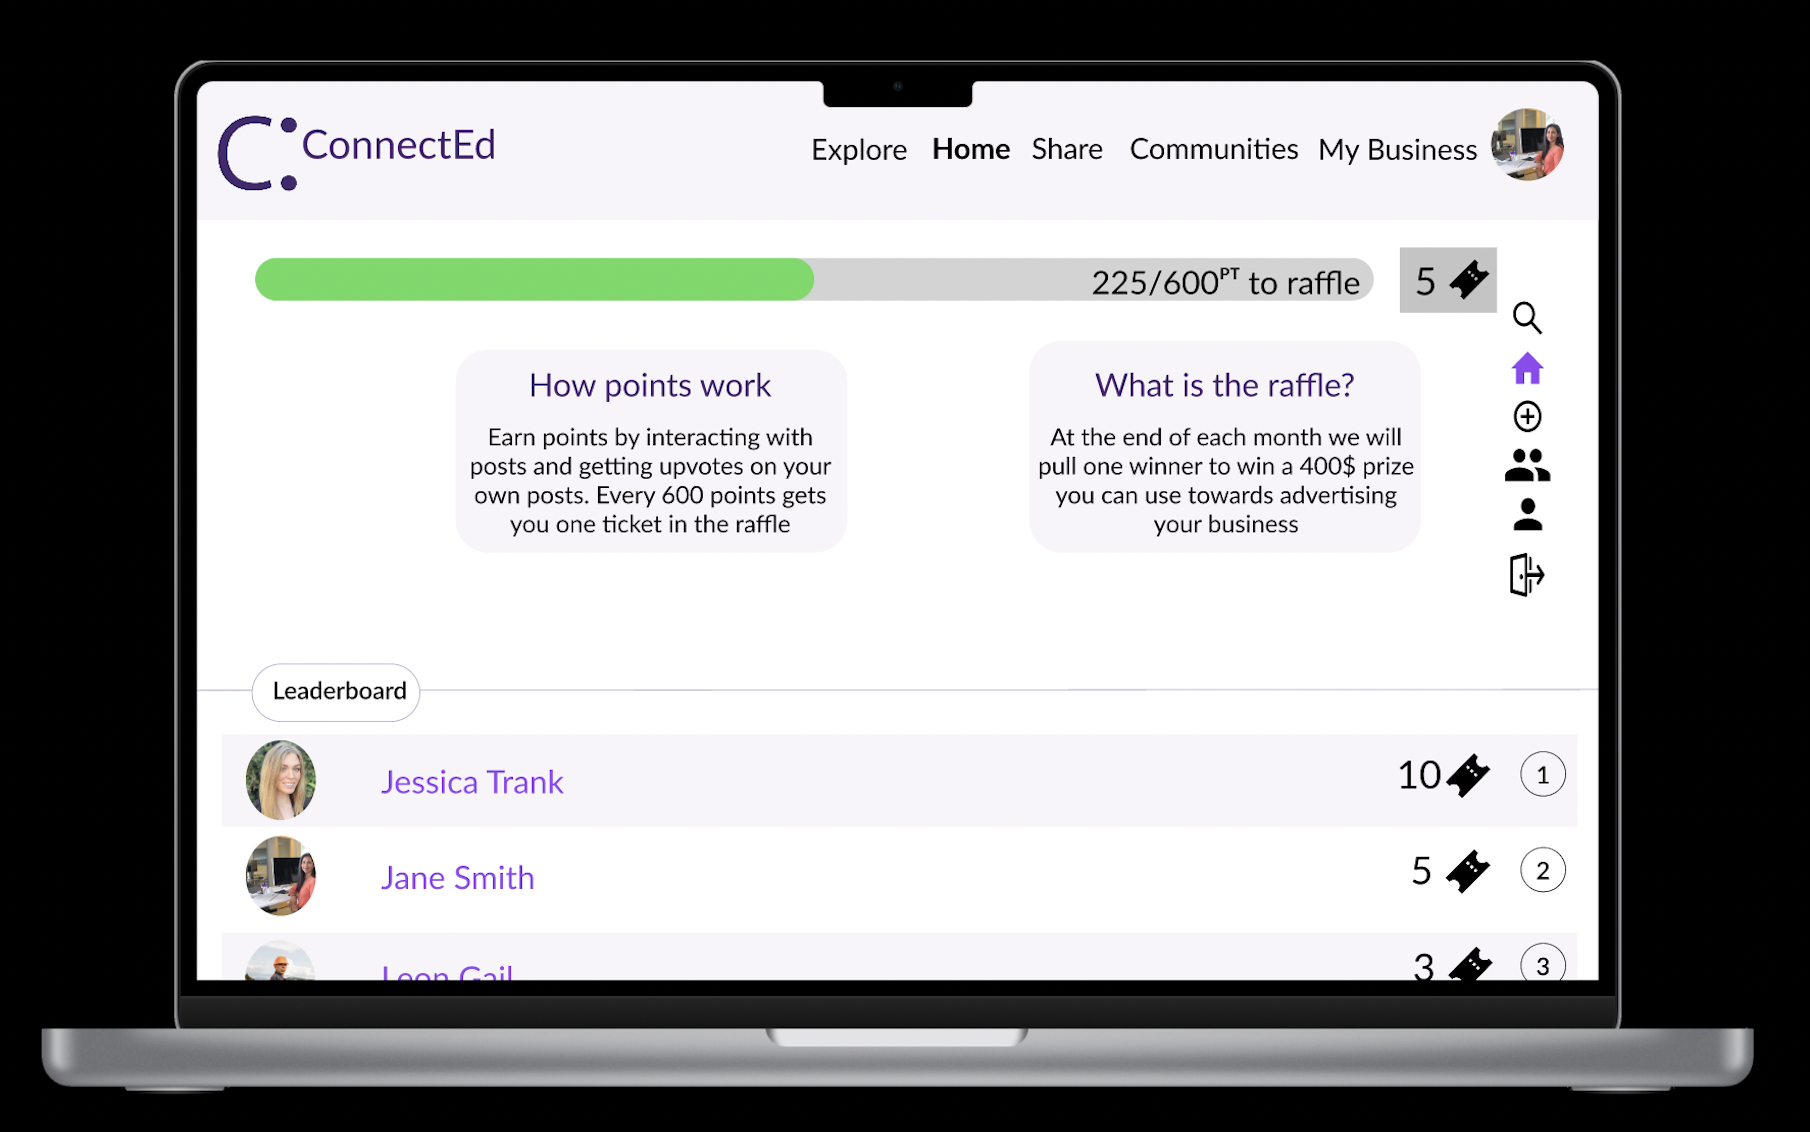 ConnectEd
Explore Home Share Communities My Business
225/600PT to raffle
5
How points work
Earn points by interacting with
posts and getting upvotes on your
own posts. Every 600 points gets
you one ticket in the raffle
What is the raffle?
At the end of each month we will
pull one winner to win a 400$ prize
you can use towards advertising
your business
Leaderboard
Jessica Trank 10 1
Jane Smith 5 2
Leon Gail 3 3